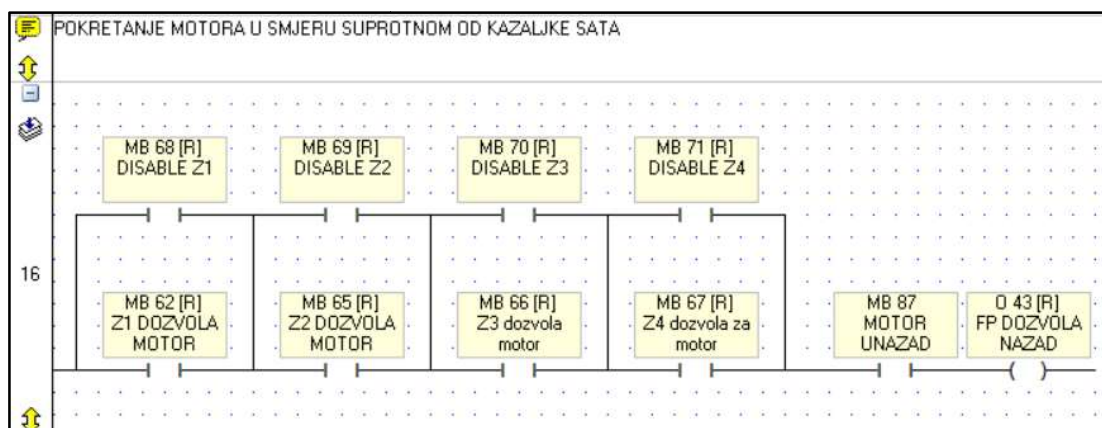 POKRETANJE MOTORA U SMJERU SUPROTNOM OD KAZALJKE SATA
MB 68 [R]
DISABLE Z1
MB 69 [R]
DISABLE Z2
MB 70 [R]
DISABLE Z3
MB 71 [R]
DISABLE Z4
16
MB 62 [R]
Z1 DOZVOLA
MOTOR
MB 65 [R]
Z2 DOZVOLA
MOTOR
MB 66 [R]
Z3 dozvola
motor
MB 67 [R]
Z4 dozvola za
motor
MB 87
MOTOR
UNAZAD
O 43 [R]
FP DOZVOLA
NAZAD